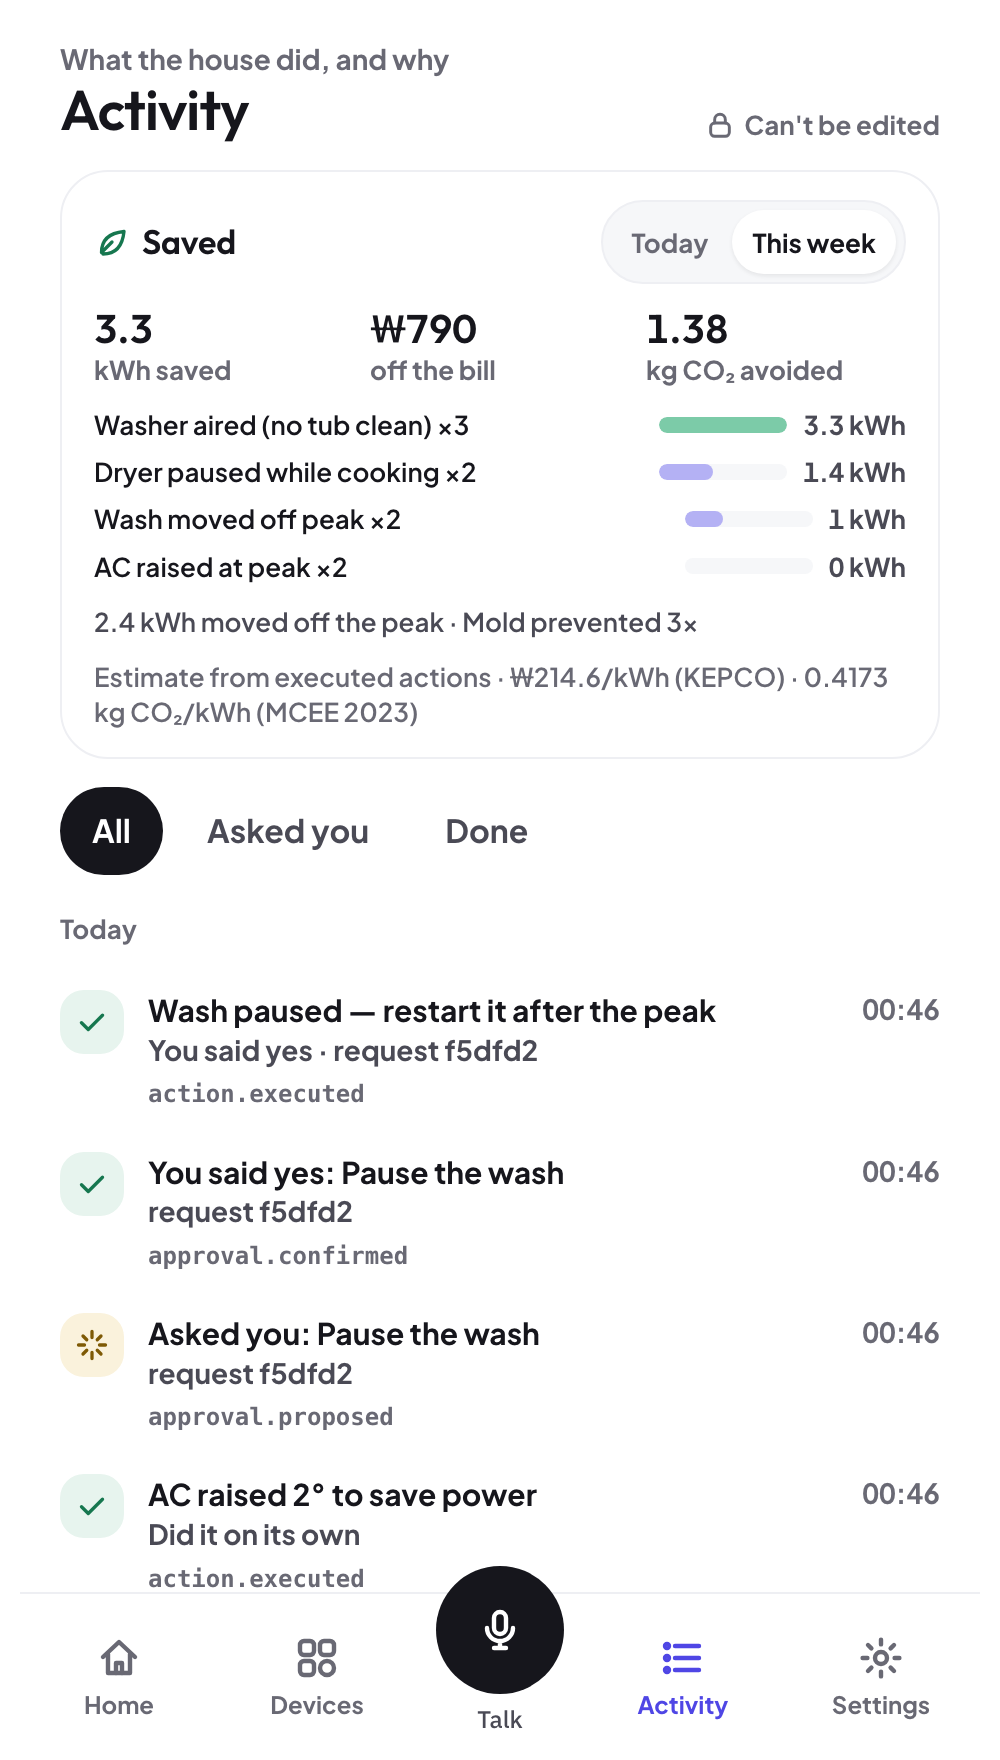 What the house did, and why
Activity
Can't be edited
Saved
Today
This week
3.3
₩790
1.38
kWh saved
off the bill
kg CO₂ avoided
Washer aired (no tub clean) ×3
3.3 kWh
Dryer paused while cooking ×2
1.4 kWh
Wash moved off peak ×2
1 kWh
AC raised at peak ×2
0 kWh
2.4 kWh moved off the peak · Mold prevented 3×
Estimate from executed actions · ₩214.6/kWh (KEPCO) · 0.4173
kg CO₂/kWh (MCEE 2023)
All
Asked you
Done
Today
Wash paused — restart it after the peak
00:46
You said yes · request f5dfd2
action.executed
You said yes: Pause the wash
00:46
request f5dfd2
approval.confirmed
Asked you: Pause the wash
00:46
request f5dfd2
approval.proposed
AC raised 2° to save power
00:46
Did it on its own
action.executed
Home
Devices
Talk
Activity
Settings